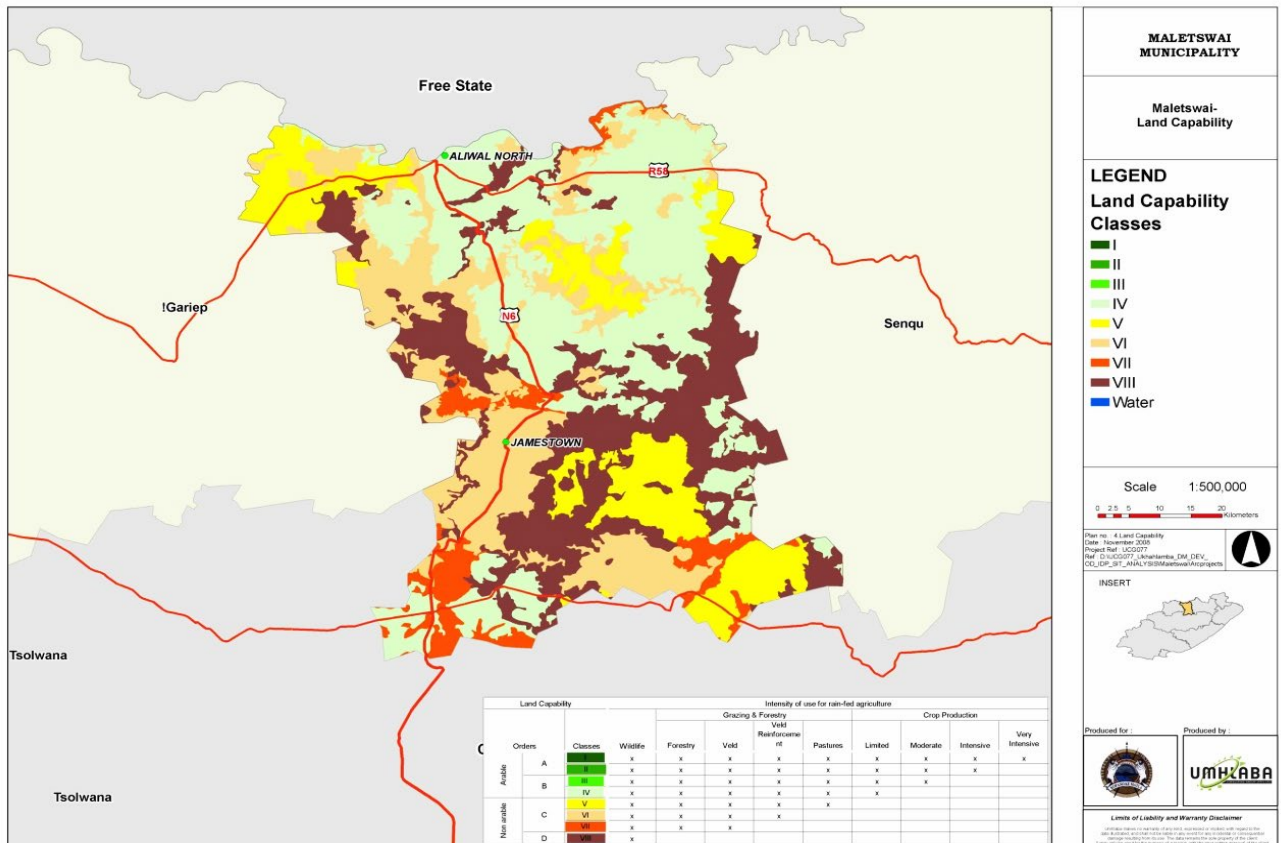 Free State
ALIWAL NORTH
R58
!Gariep
N6
Senqu
JAMESTOWN
Tsolwana
Tsolwana
Land Capability
Intensity of use for rain-fed agriculture
Grazing & Forestry
Crop Production
Orders
Classes
Wildlife
Forestry
Veld
Veld
Reinforceme
nt
Pastures
Limited
Moderate
Intensive
Very
Intensive
Arable
A
I x x x x x x x x x
II x x x x x x x x
B
III x x x x x x x
IV x x x x x x
Non arable
C
V x x x x x
VI x x x x
VII x x x
D
VIII x
MALETSWAI
MUNICIPALITY
Maletswai-
Land Capability
LEGEND
Land Capability
Classes
I
II
III
IV
V
VI
VII
VIII
Water
Scale 1:500,000
0 2.5 5 10 15 20
Kilometers
Plan no : 4.Land Capability
Date : November 2008
Project Ref : UCG077
INSERT
Produced for :
Produced by :
UMHLABA
Limits of Liability and Warranty Disclaimer